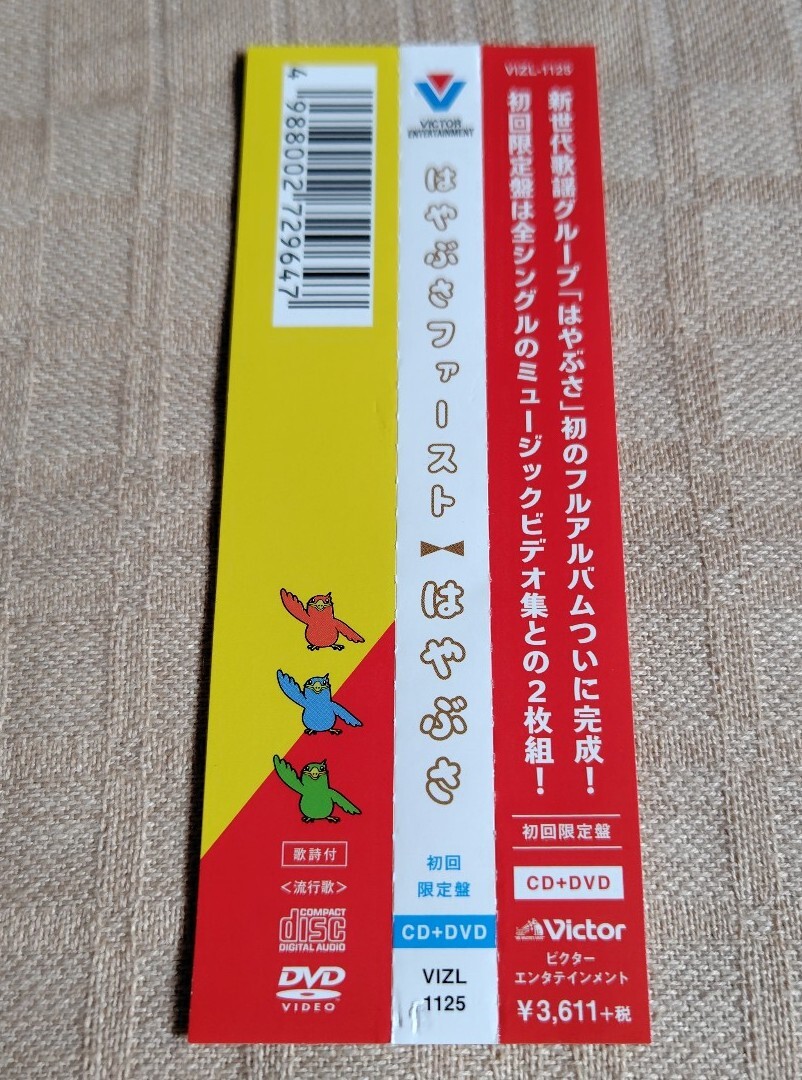 VIZL-1125
新世代歌謡グループ「はやぶさ」初のフルアルバムついに完成！
初回限定盤は全シングルのミュージックビデオ集との2枚組！
初回限定盤
CD+DVD
Victor
ビクター
エンタテインメント
￥3,611+税
VICTOR
ENTERTAINMENT
はやぶさファースト
はやぶさ
初回
限定盤
CD+DVD
VIZL
1125
4 988002 729647
歌詩付
＜流行歌＞
COMPACT
disc
DIGITAL AUDIO
DVD
VIDEO